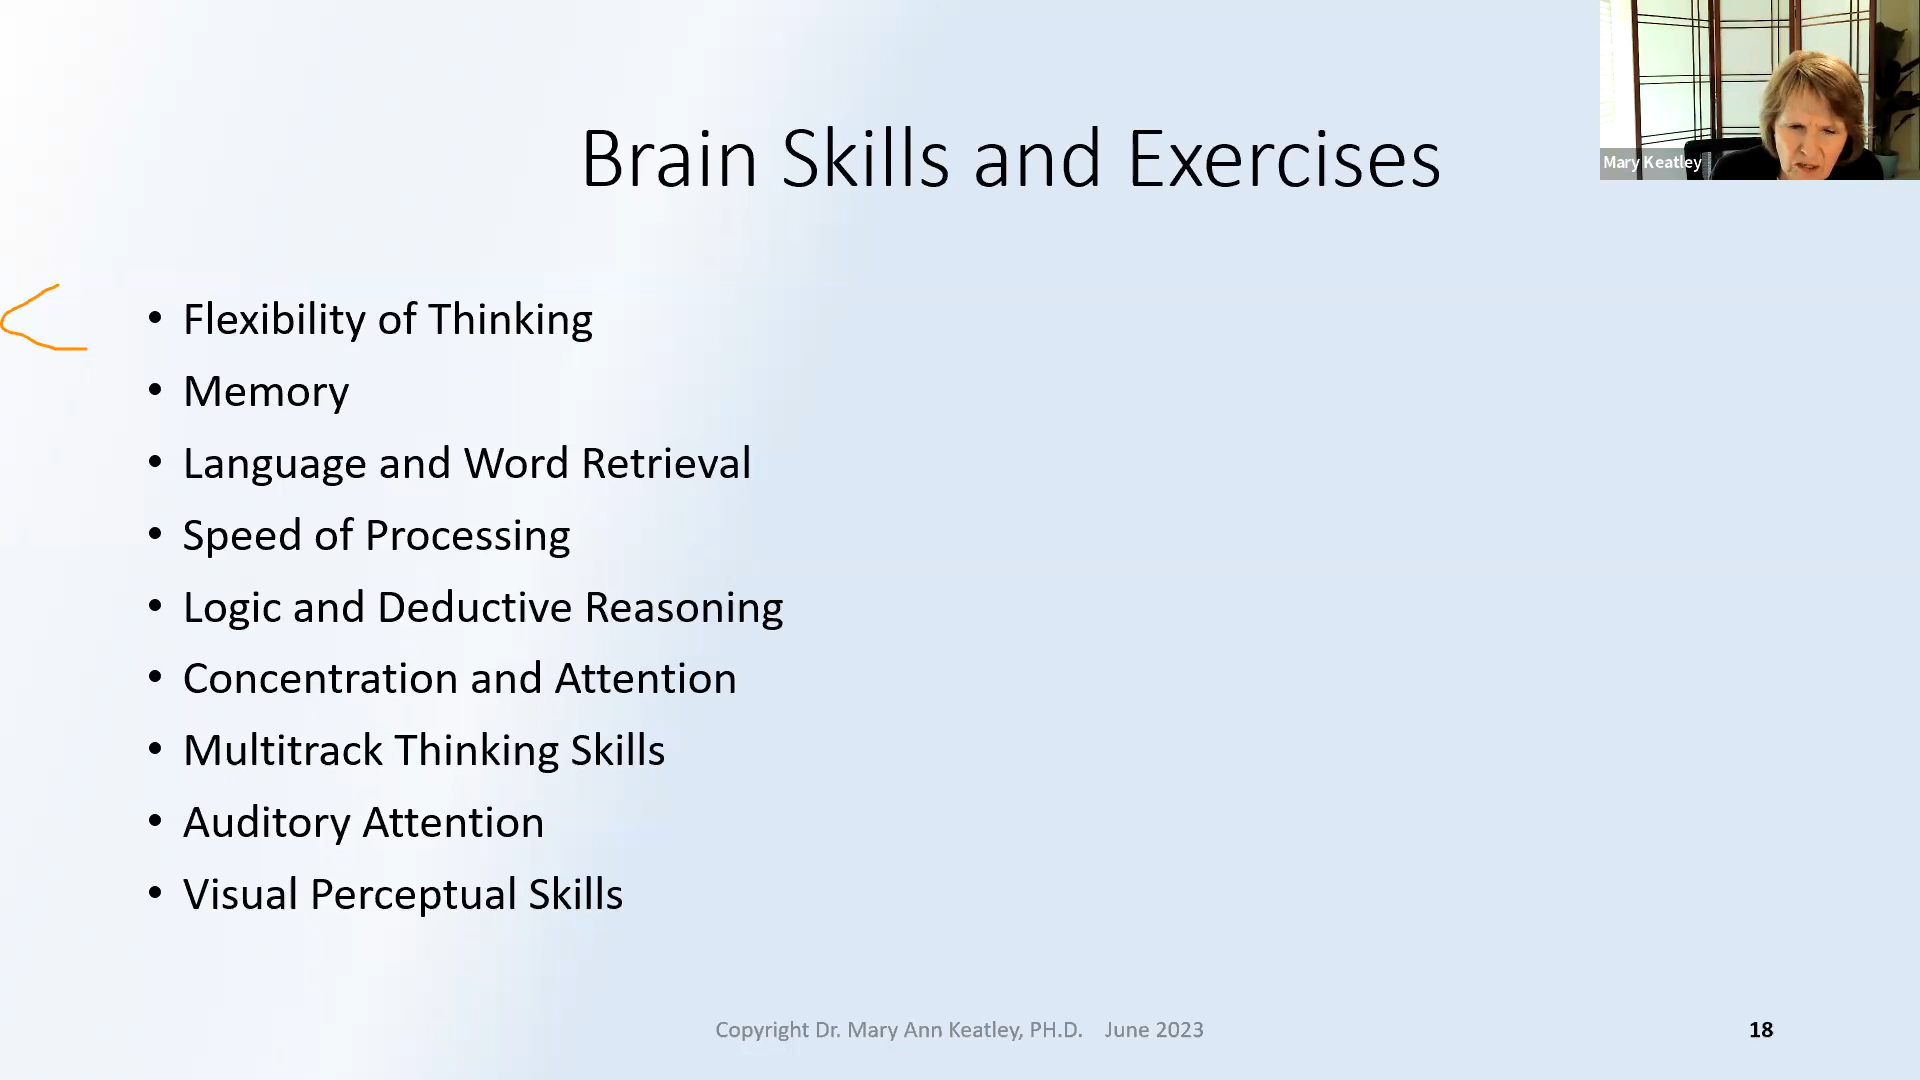 Brain Skills and Exercises
Mary Keatley
• Flexibility of Thinking
• Memory
• Language and Word Retrieval
• Speed of Processing
• Logic and Deductive Reasoning
• Concentration and Attention
• Multitrack Thinking Skills
• Auditory Attention
• Visual Perceptual Skills
Copyright Dr. Mary Ann Keatley, PH.D. June 2023
18